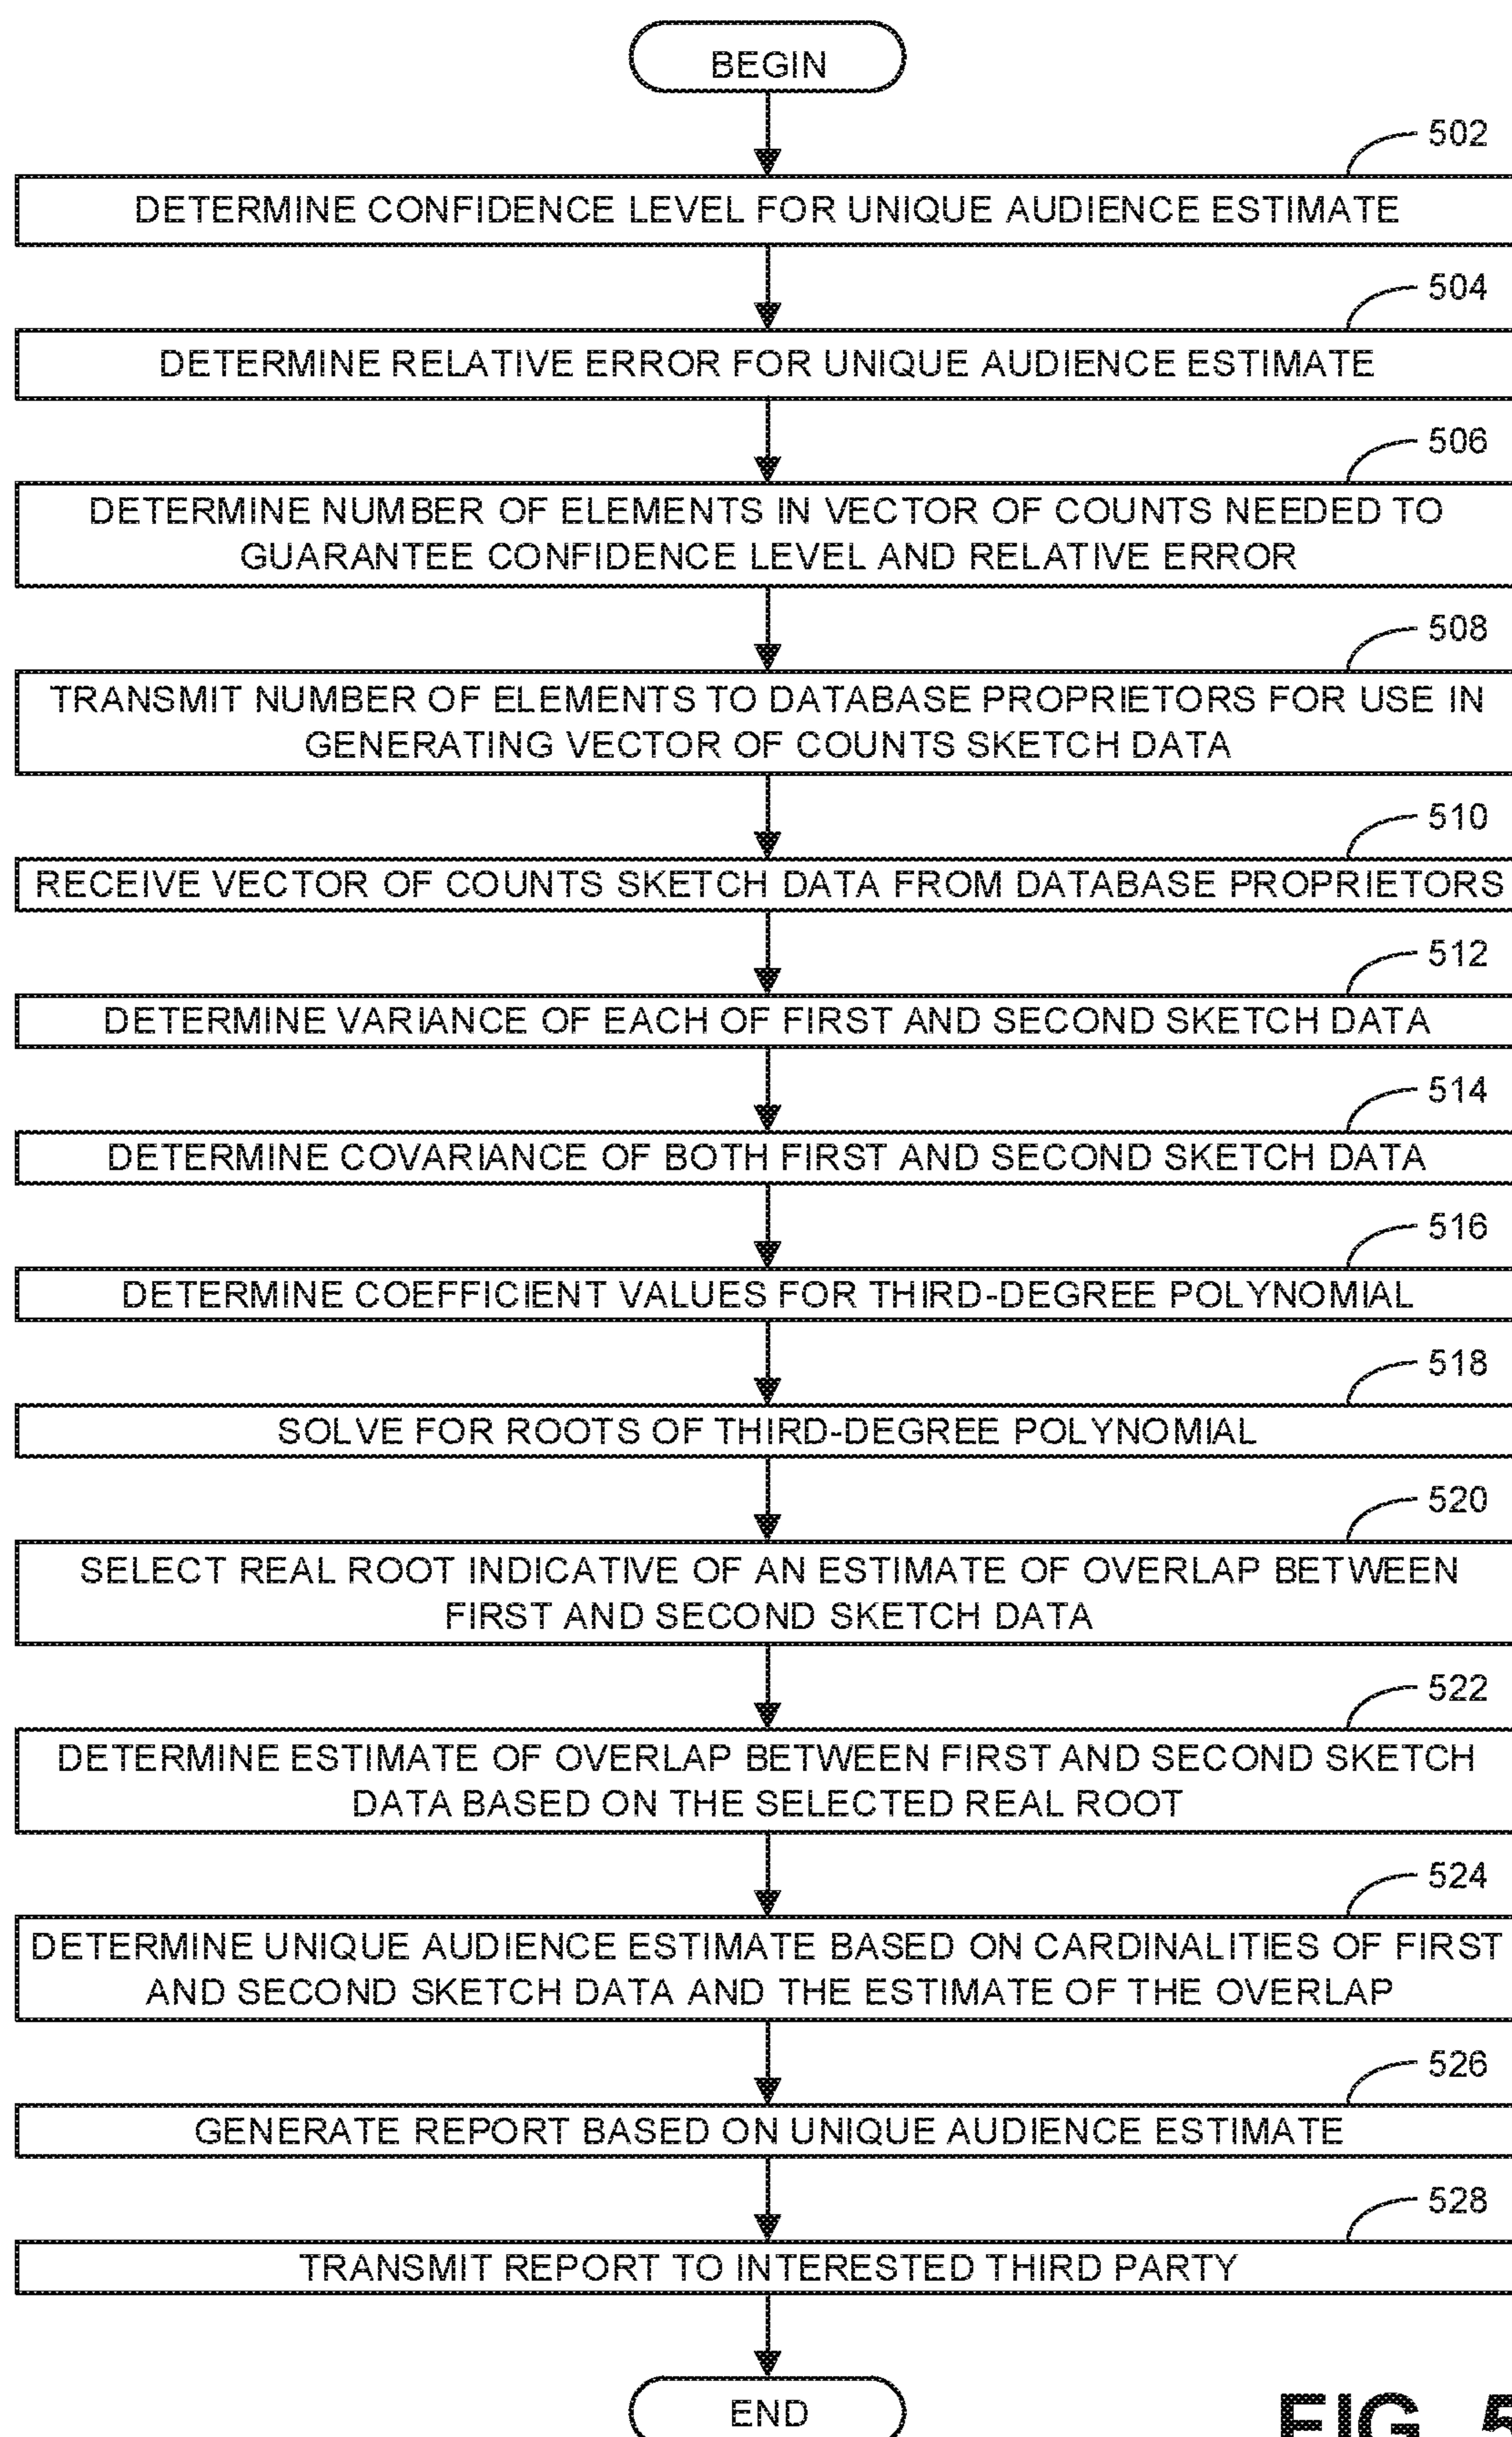 BEGIN
502
DETERMINE CONFIDENCE LEVEL FOR UNIQUE AUDIENCE ESTIMATE
504
DETERMINE RELATIVE ERROR FOR UNIQUE AUDIENCE ESTIMATE
506
DETERMINE NUMBER OF ELEMENTS IN VECTOR OF COUNTS NEEDED TO
GUARANTEE CONFIDENCE LEVEL AND RELATIVE ERROR
508
TRANSMIT NUMBER OF ELEMENTS TO DATABASE PROPRIETORS FOR USE IN
GENERATING VECTOR OF COUNTS SKETCH DATA
510
RECEIVE VECTOR OF COUNTS SKETCH DATA FROM DATABASE PROPRIETORS
512
DETERMINE VARIANCE OF EACH OF FIRST AND SECOND SKETCH DATA
514
DETERMINE COVARIANCE OF BOTH FIRST AND SECOND SKETCH DATA
516
DETERMINE COEFFICIENT VALUES FOR THIRD-DEGREE POLYNOMIAL
518
SOLVE FOR ROOTS OF THIRD-DEGREE POLYNOMIAL
520
SELECT REAL ROOT INDICATIVE OF AN ESTIMATE OF OVERLAP BETWEEN
FIRST AND SECOND SKETCH DATA
522
DETERMINE ESTIMATE OF OVERLAP BETWEEN FIRST AND SECOND SKETCH
DATA BASED ON THE SELECTED REAL ROOT
524
DETERMINE UNIQUE AUDIENCE ESTIMATE BASED ON CARDINALITIES OF FIRST
AND SECOND SKETCH DATA AND THE ESTIMATE OF THE OVERLAP
526
GENERATE REPORT BASED ON UNIQUE AUDIENCE ESTIMATE
528
TRANSMIT REPORT TO INTERESTED THIRD PARTY
END
FIG. 5